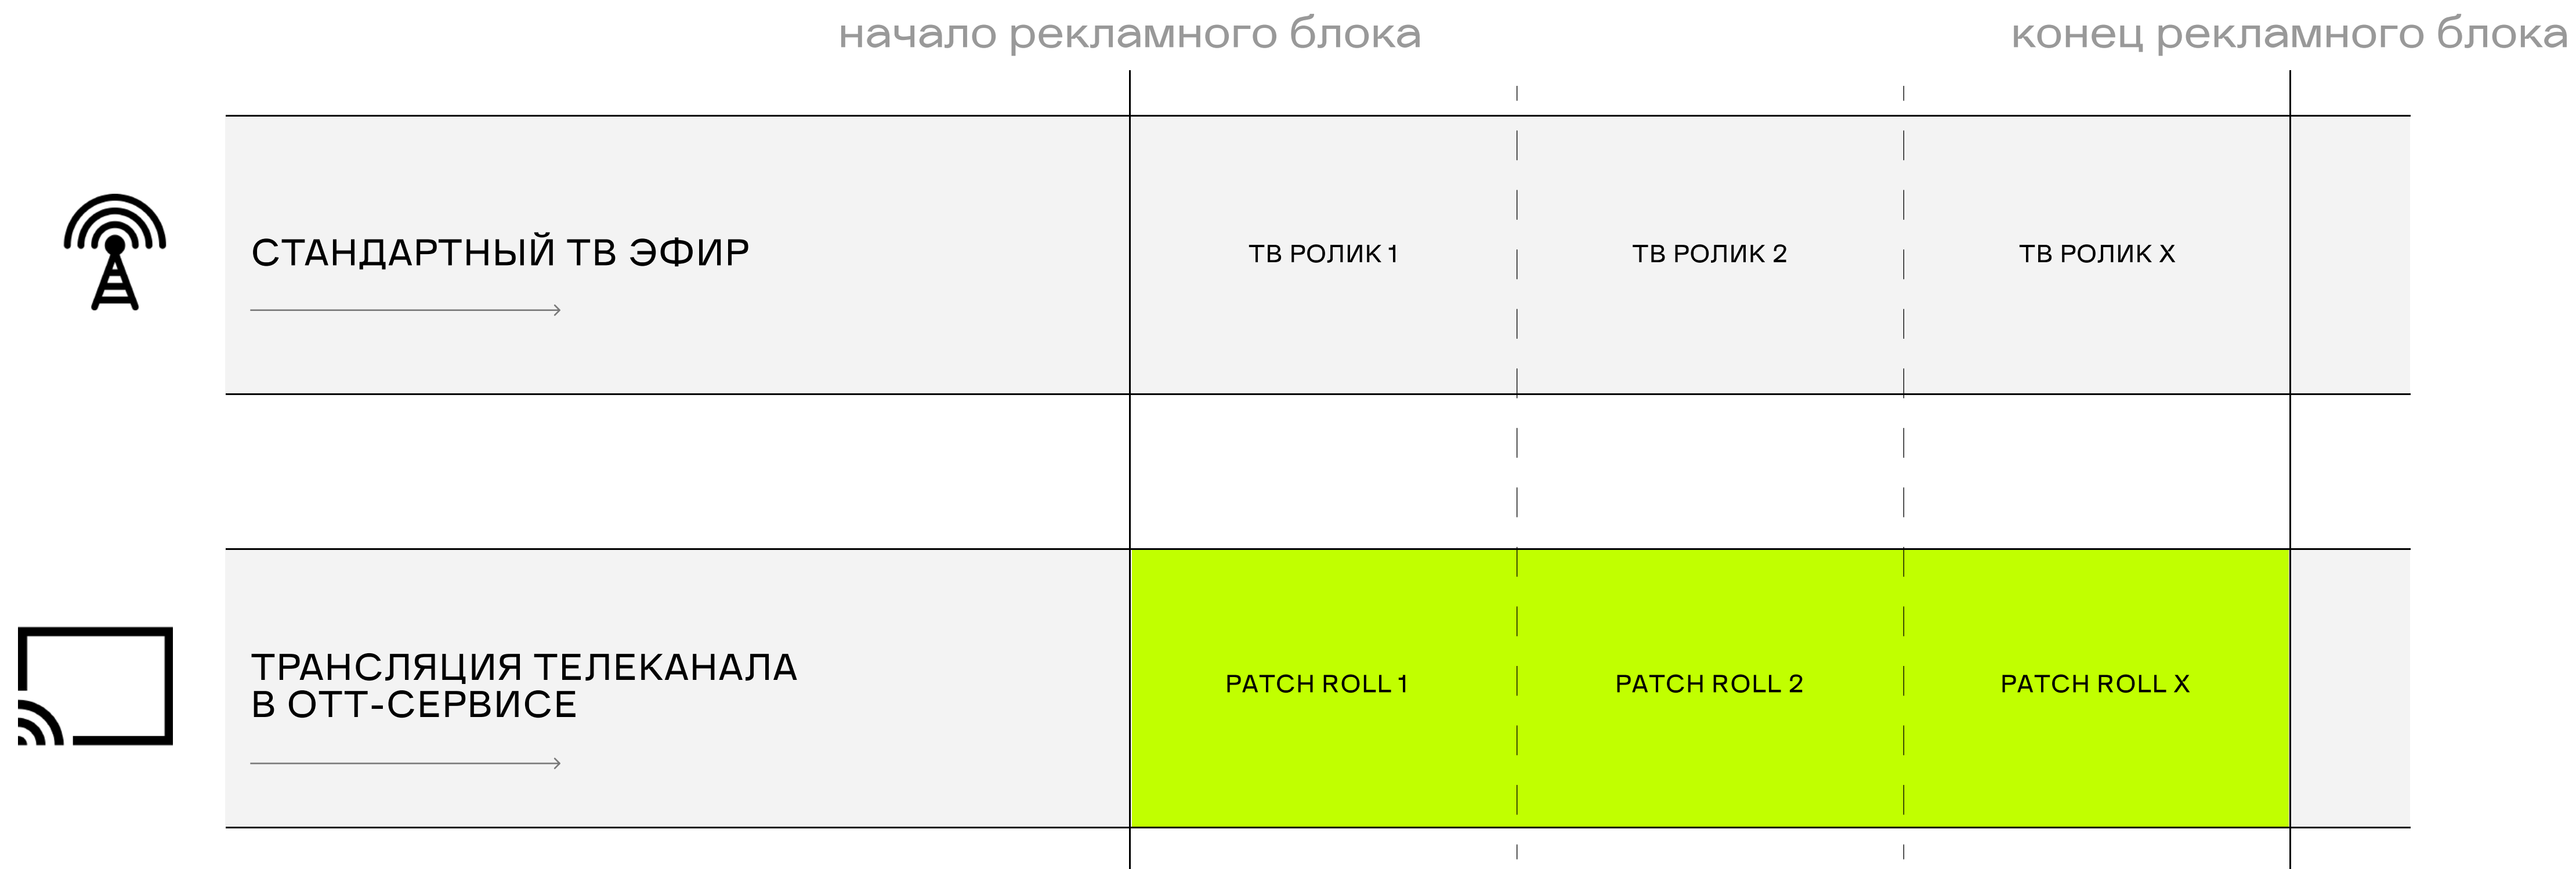 начало рекламного блока
конец рекламного блока
СТАНДАРТНЫЙ ТВ ЭФИР
ТВ РОЛИК 1
ТВ РОЛИК 2
ТВ РОЛИК X
ТРАНСЛЯЦИЯ ТЕЛЕКАНАЛА
В ОТТ-СЕРВИСЕ
PATCH ROLL 1
PATCH ROLL 2
PATCH ROLL X